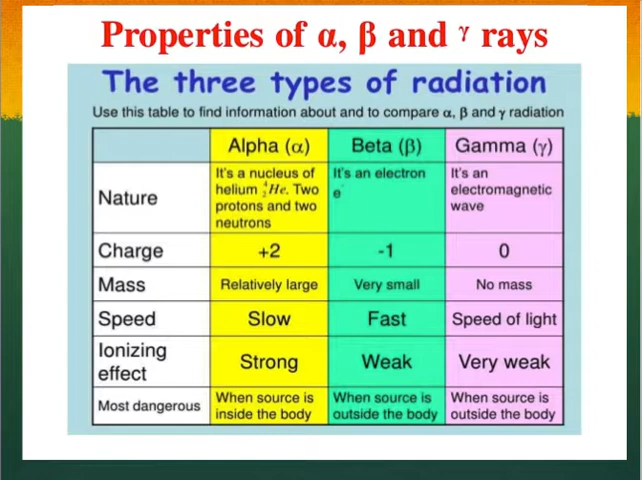 Properties of α, β and γ rays
The three types of radiation
Use this table to find information about and to compare α, β and γ radiation
Alpha (α) Beta (β) Gamma (γ)
Nature
It's a nucleus of
helium ⁴₂He. Two
protons and two
neutrons
It's an electron
e⁻
It's an
electromagnetic
wave
Charge +2 -1 0
Mass Relatively large Very small No mass
Speed Slow Fast Speed of light
Ionizing
effect
Strong Weak Very weak
Most dangerous
When source is
inside the body
When source is
outside the body
When source is
outside the body